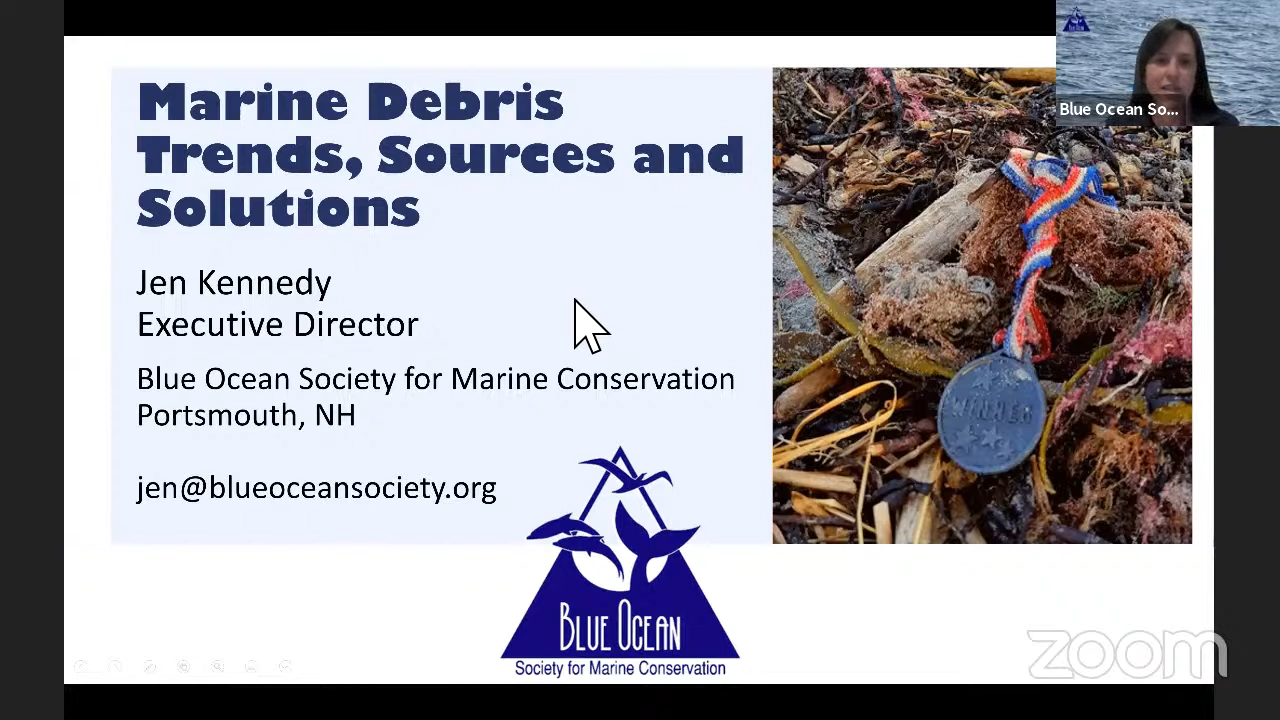 Marine Debris
Trends, Sources and
Solutions
Jen Kennedy
Executive Director
Blue Ocean Society for Marine Conservation
Portsmouth, NH
jen@blueoceansociety.org
BLUE OCEAN
Society for Marine Conservation
WINNER
Blue Ocean So...
zoom